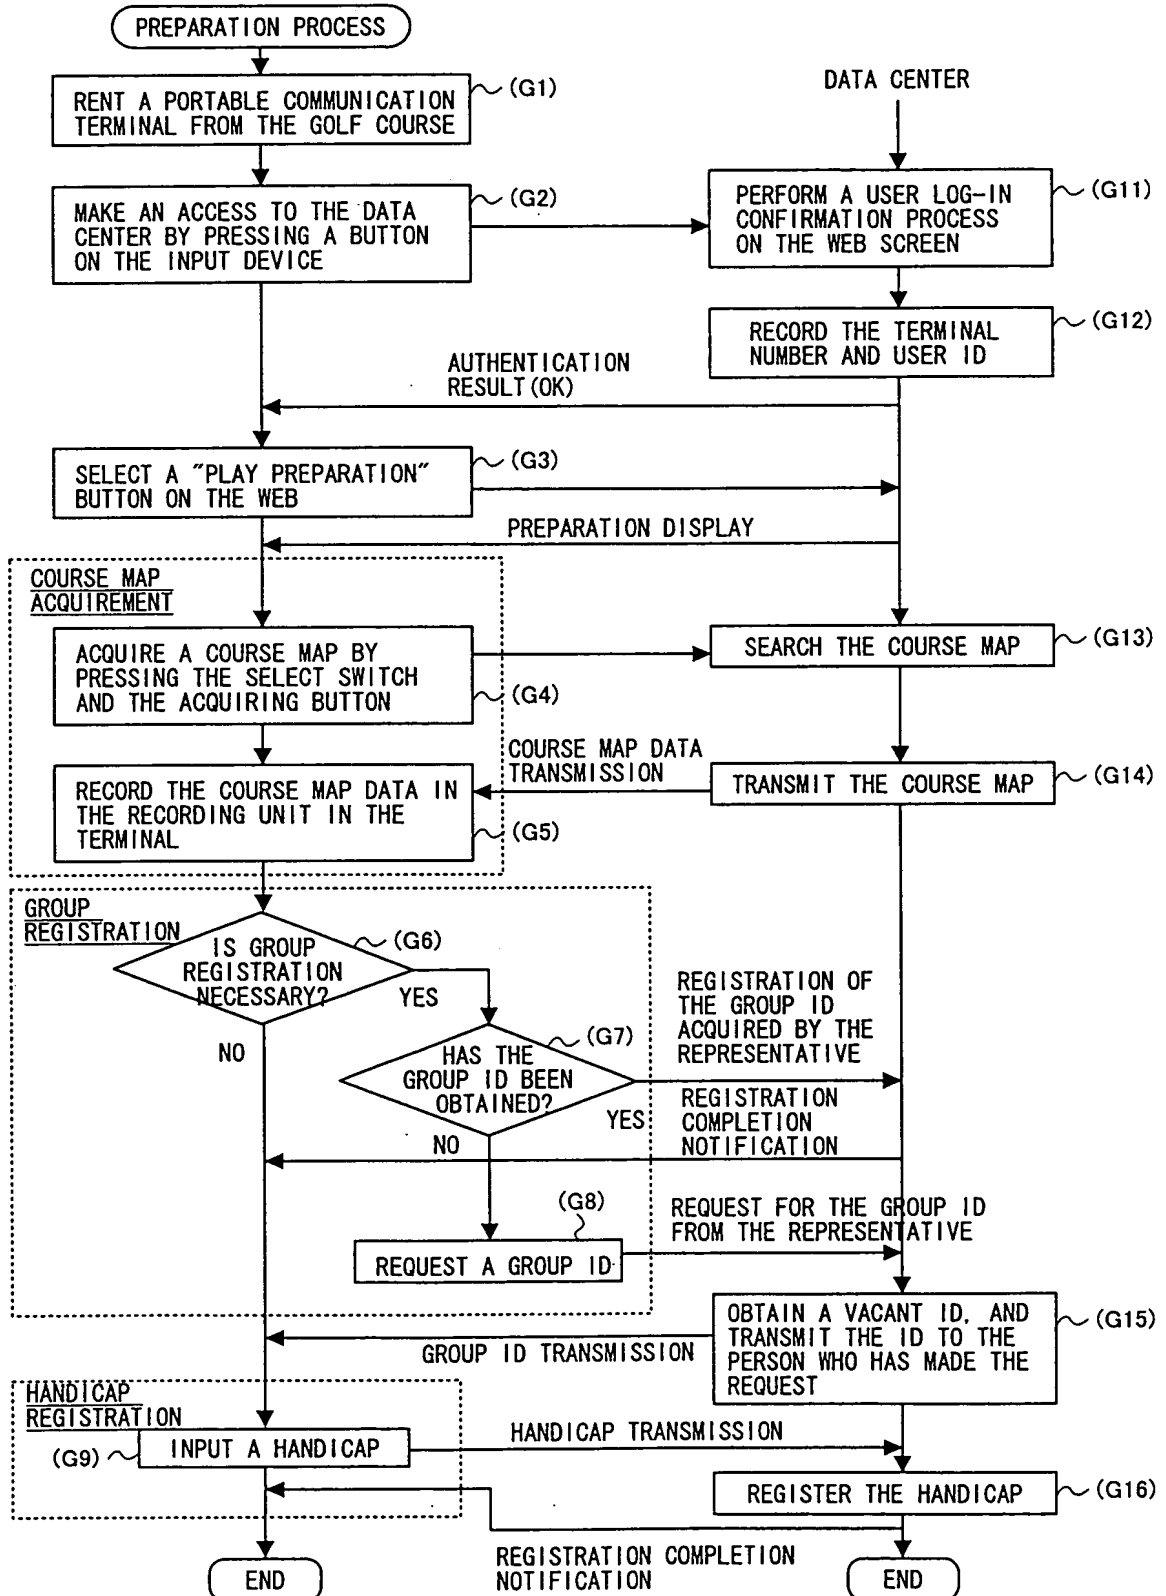 PREPARATION PROCESS
RENT A PORTABLE COMMUNICATION
TERMINAL FROM THE GOLF COURSE
(G1)
DATA CENTER
MAKE AN ACCESS TO THE DATA
CENTER BY PRESSING A BUTTON
ON THE INPUT DEVICE
(G2)
PERFORM A USER LOG-IN
CONFIRMATION PROCESS
ON THE WEB SCREEN
(G11)
RECORD THE TERMINAL
NUMBER AND USER ID
(G12)
AUTHENTICATION
RESULT(OK)
SELECT A "PLAY PREPARATION"
BUTTON ON THE WEB
(G3)
PREPARATION DISPLAY
COURSE MAP
ACQUIREMENT
ACQUIRE A COURSE MAP BY
PRESSING THE SELECT SWITCH
AND THE ACQUIRING BUTTON
(G4)
SEARCH THE COURSE MAP
(G13)
COURSE MAP DATA
TRANSMISSION
TRANSMIT THE COURSE MAP
(G14)
RECORD THE COURSE MAP DATA IN
THE RECORDING UNIT IN THE
TERMINAL
(G5)
GROUP
REGISTRATION
IS GROUP
REGISTRATION
NECESSARY?
(G6)
YES
NO
HAS THE
GROUP ID BEEN
OBTAINED?
(G7)
YES
NO
REGISTRATION OF
THE GROUP ID
ACQUIRED BY THE
REPRESENTATIVE
REGISTRATION
COMPLETION
NOTIFICATION
(G8)
REQUEST A GROUP ID
REQUEST FOR THE GROUP ID
FROM THE REPRESENTATIVE
OBTAIN A VACANT ID, AND
TRANSMIT THE ID TO THE
PERSON WHO HAS MADE THE
REQUEST
(G15)
GROUP ID TRANSMISSION
HANDICAP
REGISTRATION
(G9)
INPUT A HANDICAP
HANDICAP TRANSMISSION
REGISTER THE HANDICAP
(G16)
REGISTRATION COMPLETION
NOTIFICATION
END
END